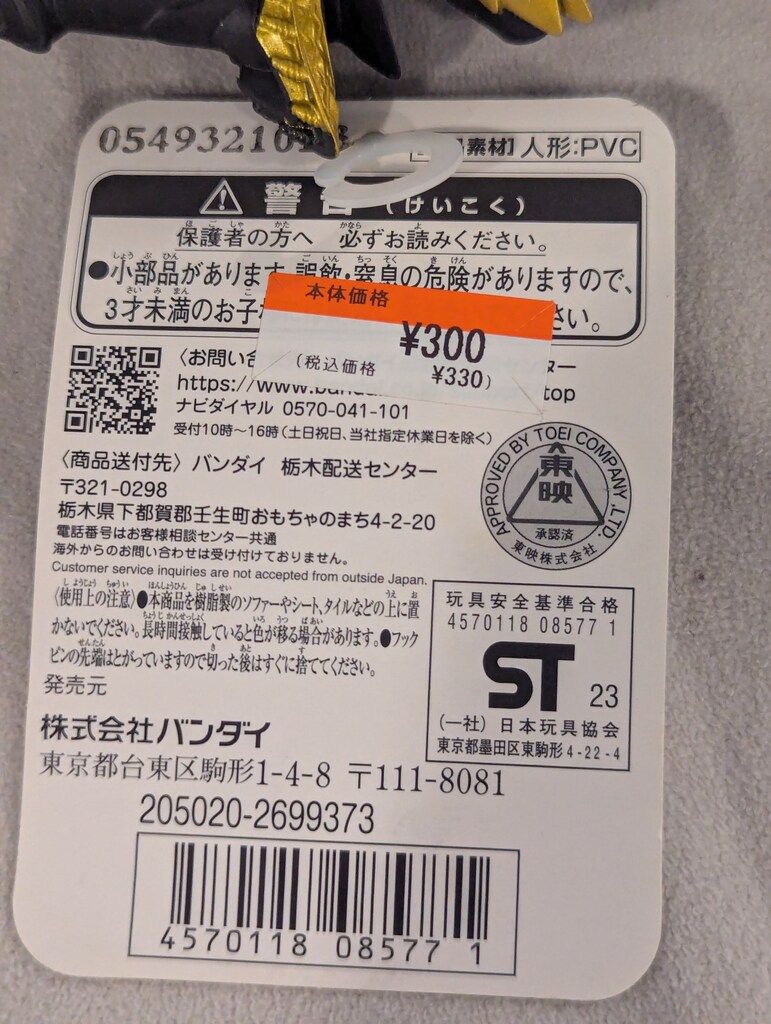 05493210
素材] 人形:PVC
警告(けいこく)
保護者の方へ 必ずお読みください。
●小部品があります。誤飲・窒息の危険がありますので、
3才未満のお子 さい。
本体価格
¥300
(税込価格 ¥330)
〈お問い合 ター
https://www.banda top
ナビダイヤル 0570-041-101
受付10時〜16時(土日祝日、当社指定休業日を除く)
〈商品送付先〉バンダイ 栃木配送センター
〒321-0298
栃木県下都賀郡壬生町おもちゃのまち4-2-20
電話番号はお客様相談センター共通
海外からのお問い合わせは受け付けておりません。
Customer service inquiries are not accepted from outside Japan.
APPROVED BY TOEI COMPANY, LTD.
東映
承認済
東映株式会社
〈使用上の注意〉●本商品を樹脂製のソファーやシート、タイルなどの上に置
かないでください。長時間接触していると色が移る場合があります。●フック
ピンの先端はとがっていますので切った後はすぐに捨ててください。
発売元
株式会社バンダイ
東京都台東区駒形1-4-8 〒111-8081
玩具安全基準合格
4570118 08577 1
ST 23
(一社) 日本玩具協会
東京都墨田区東駒形4-22-4
205020-2699373
4570118 08577 1